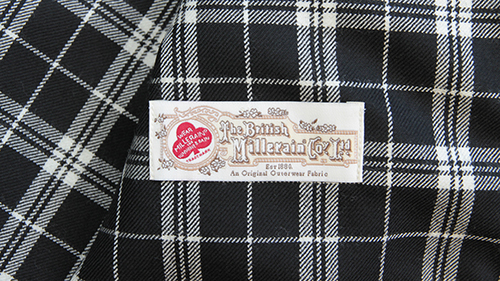 WEAR
MILLERAIN
The British
Millerain Co. Ltd
Est 1880.
An Original Outerwear Fabric